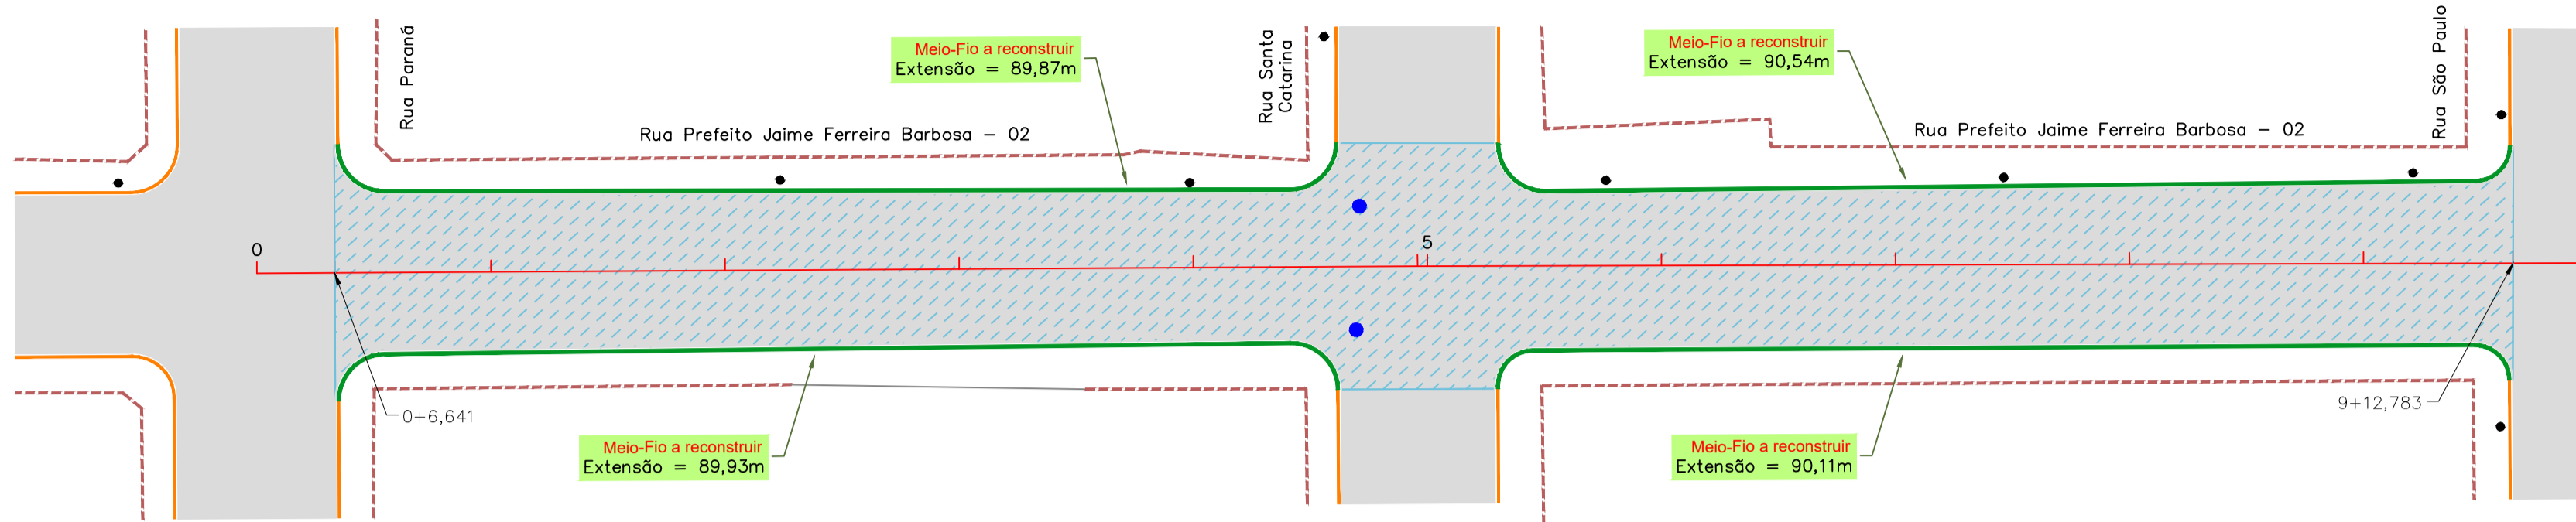 Rua Paraná
Meio-Fio a reconstruir
Extensão = 89,87m
Rua Santa
Catarina
Meio-Fio a reconstruir
Extensão = 90,54m
Rua São Paulo
Rua Prefeito Jaime Ferreira Barbosa - 02
Rua Prefeito Jaime Ferreira Barbosa - 02
0
5
0+6,641
9+12,783
Meio-Fio a reconstruir
Extensão = 89,93m
Meio-Fio a reconstruir
Extensão = 90,11m